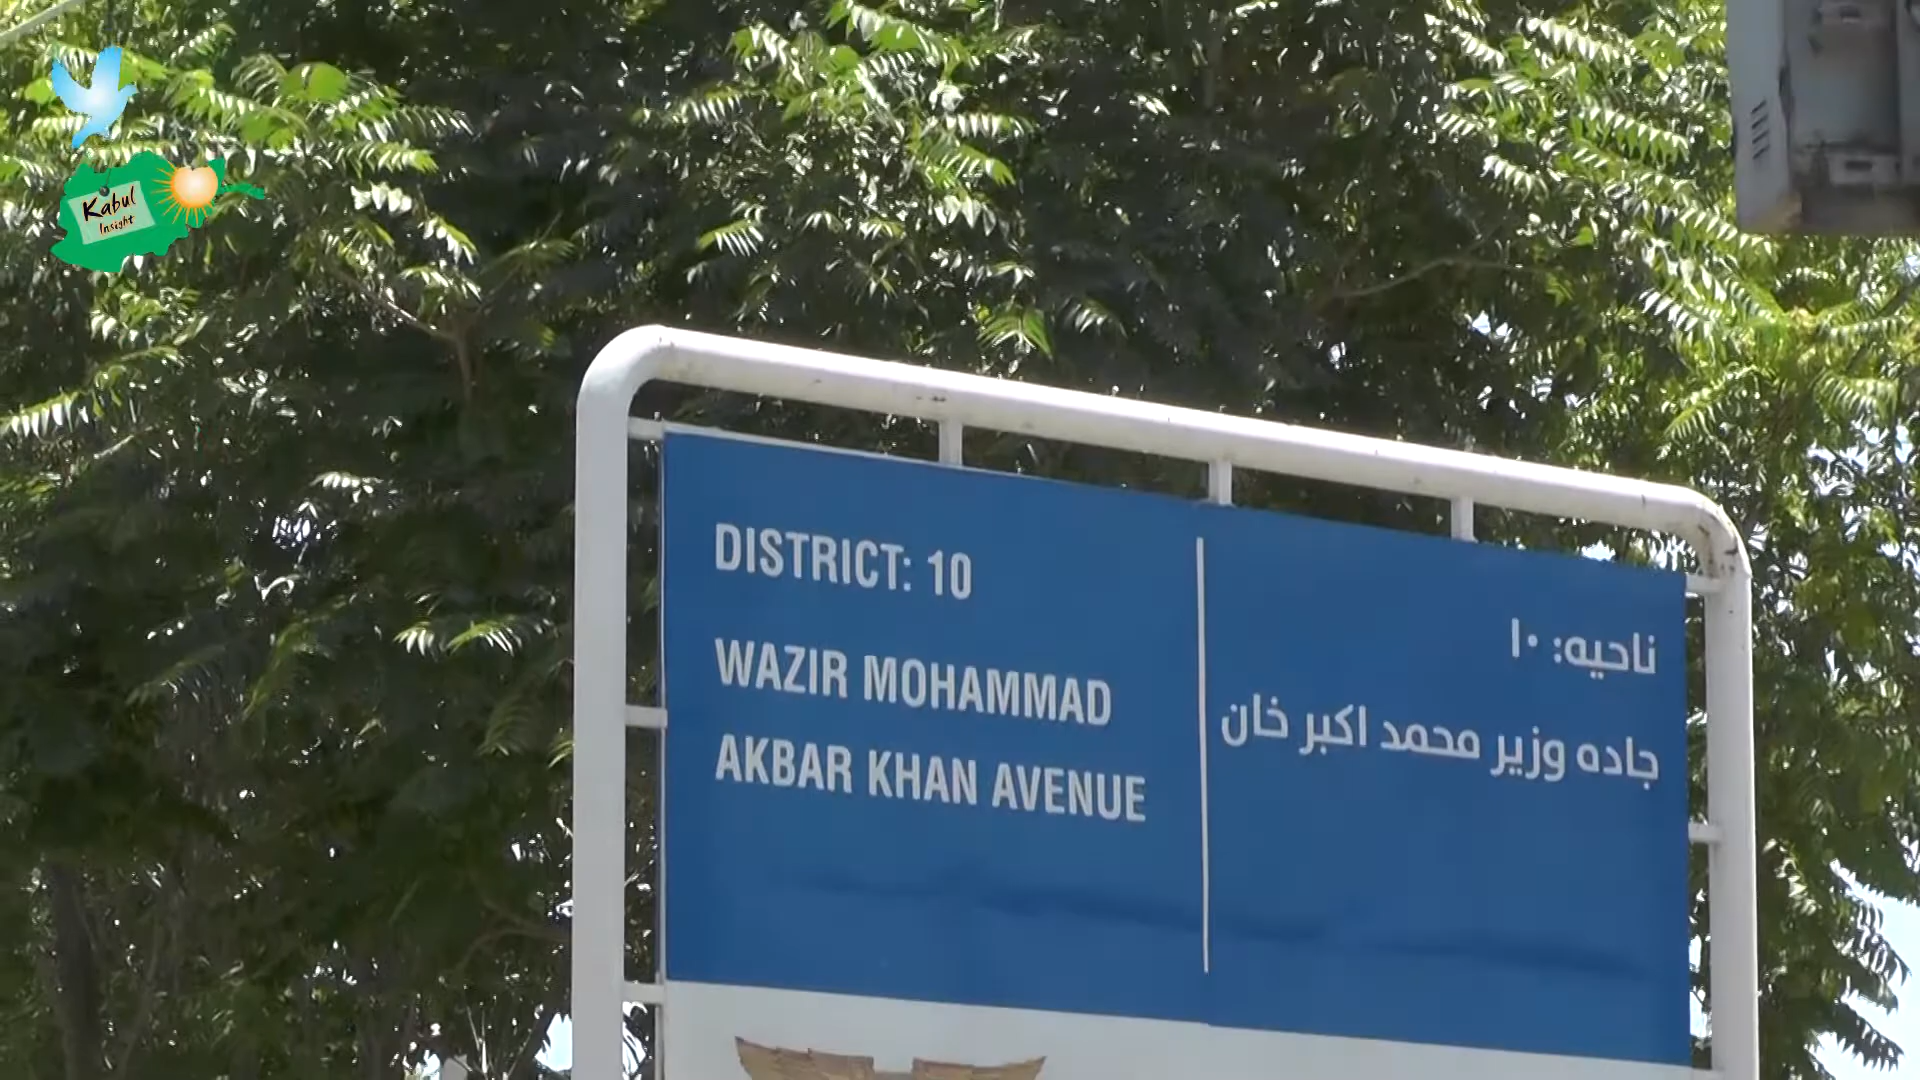 Kabul
Insight
DISTRICT: 10
WAZIR MOHAMMAD
AKBAR KHAN AVENUE
ناحیه: ۱۰
جاده وزیر محمد اکبر خان